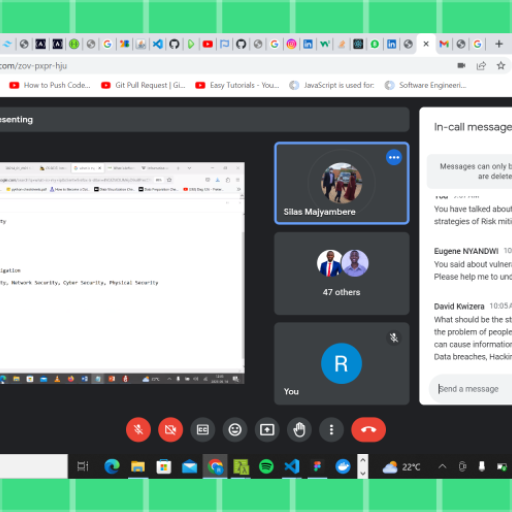 .com/zov-pxpr-hju
How to Push Code...
Git Pull Request | Gi...
Easy Tutorials - You...
JavaScript is used for:
Software Engineeri...
esenting
In-call message
Messages can only b
are delete
You have talked about
strategies of Risk miti
Eugene NYANDWI 10
You said about vulnera
Please help me to und
David Kwizera 10:05 A
What should be the st
the problem of people
can cause information
Data breaches, Hackin
Send a message
ty
igation
ty, Network Security, Cyber Security, Physical Security
Silas Majyambere
47 others
R
You
22°C